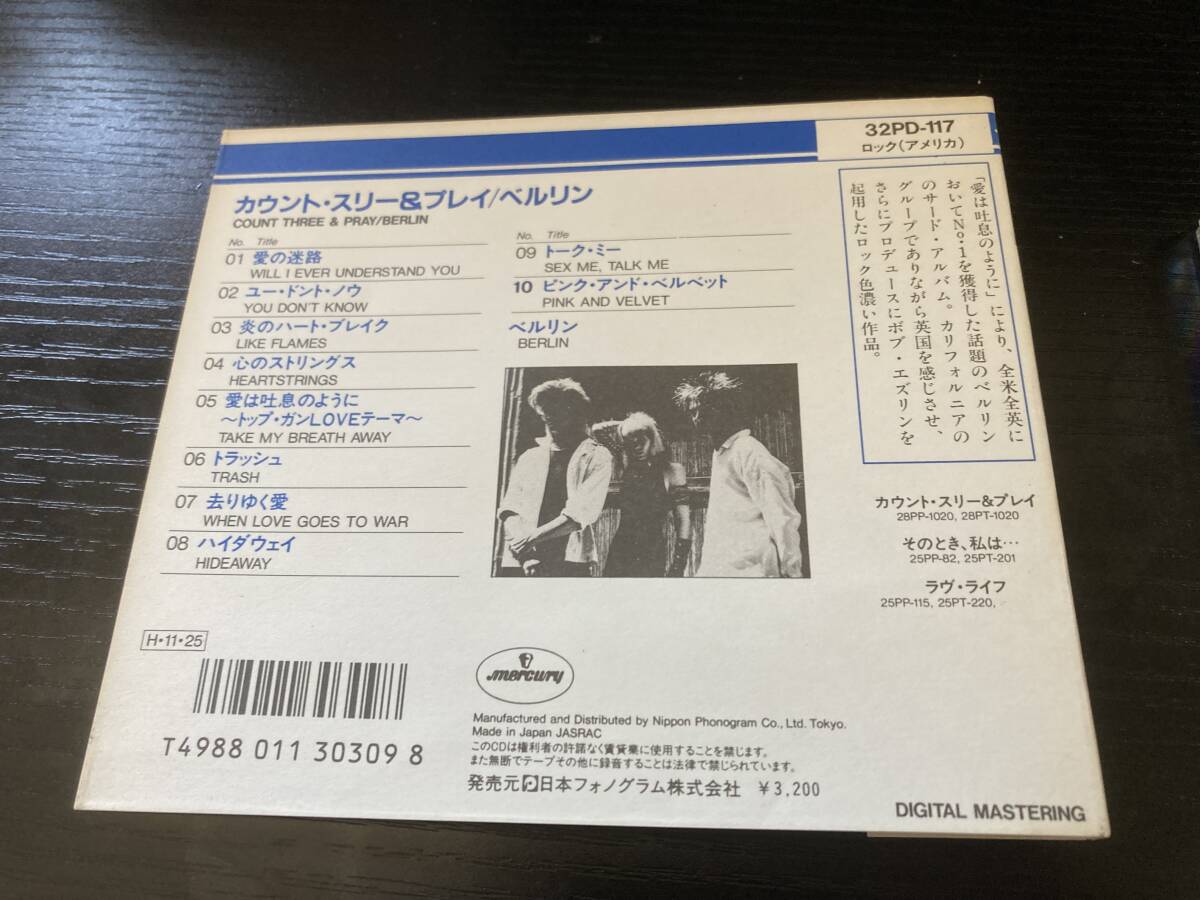 32PD-117
ロック(アメリカ)
カウント・スリー&プレイ/ベルリン
COUNT THREE & PRAY/BERLIN
No. Title
01 愛の迷路
WILL I EVER UNDERSTAND YOU
02 ユー・ドント・ノウ
YOU DON'T KNOW
03 炎のハート・ブレイク
LIKE FLAMES
04 心のストリングス
HEARTSTRINGS
05 愛は吐息のように
〜トップ・ガンLOVEテーマ〜
TAKE MY BREATH AWAY
06 トラッシュ
TRASH
07 去りゆく愛
WHEN LOVE GOES TO WAR
08 ハイダウェイ
HIDEAWAY
No. Title
09 トーク・ミー
SEX ME, TALK ME
10 ピンク・アンド・ベルベット
PINK AND VELVET
ベルリン
BERLIN
「愛は吐息のように」により、全米全英に
おいてNo.1を獲得した話題のベルリン
のサード・アルバム。カリフォルニアの
グループでありながら英国を感じさせ、
さらにプロデュースにボブ・エズリンを
起用したロック色濃い作品。
カウント・スリー&プレイ
28PP-1020, 28PT-1020
そのとき、私は…
25PP-82, 25PT-201
ラヴ・ライフ
25PP-115, 25PT-220,
H・11・25
T4988 011 30309 8
mercury
Manufactured and Distributed by Nippon Phonogram Co., Ltd. Tokyo.
Made in Japan JASRAC
このCDは権利者の許諾なく賃貸業に使用することを禁じます。
また無断でテープその他に録音することは法律で禁じられています。
発売元 日本フォノグラム株式会社 ¥3,200
DIGITAL MASTERING